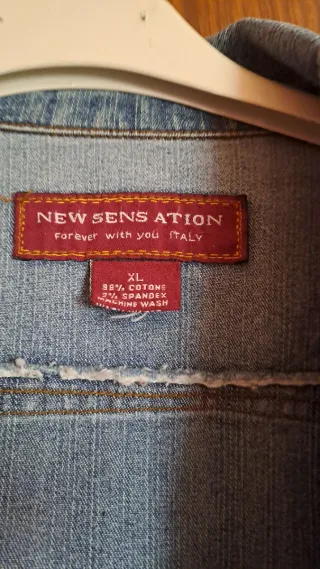 NEW SENS ATION
Forever with you ITALY
XL
98% COTONE
2% SPANDEX
MACHINE WASH